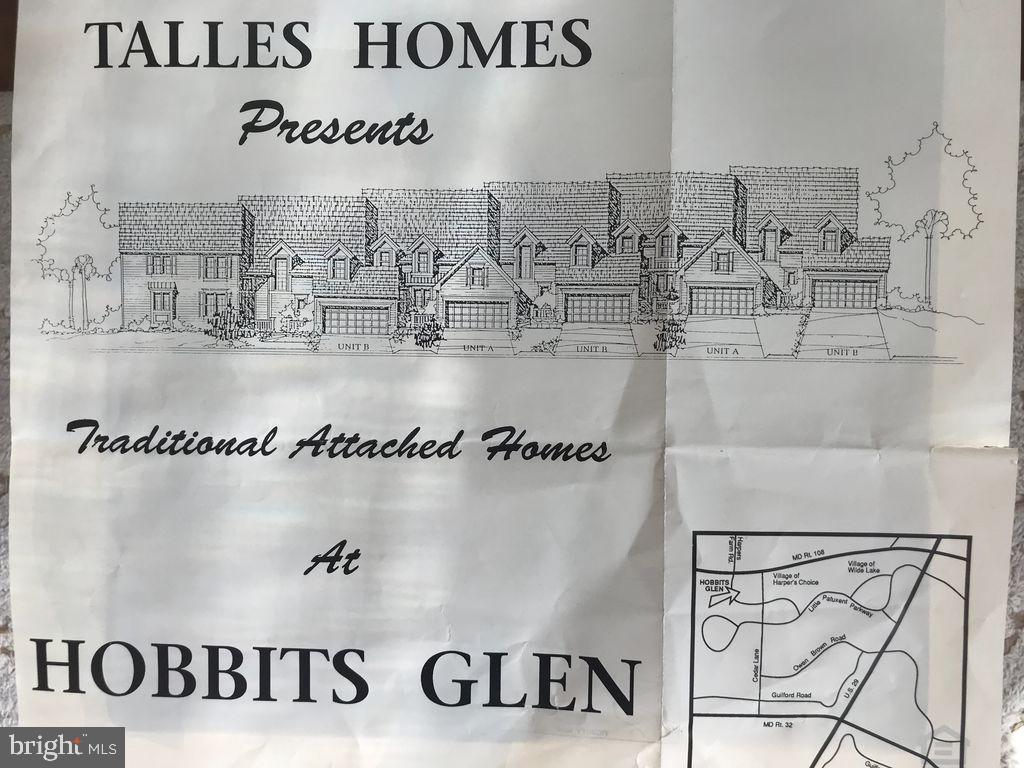 TALLES HOMES
Presents
UNIT B
UNIT A
UNIT B
UNIT A
UNIT B
Traditional Attached Homes
At
HOBBITS GLEN
Harpers
Farm Rd.
MD Rt. 108
Village of
Wilde Lake
Village of
Harper's Choice
HOBBITS
GLEN
Little Patuxent Parkway
Owen Brown Road
Cedar Lane
Guilford Road
U.S. 29
MD Rt. 32
bright MLS